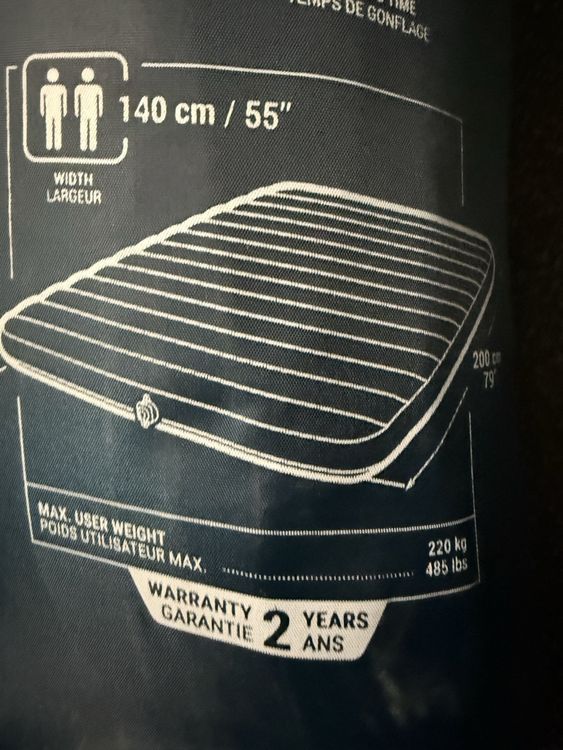 TIME
TEMPS DE GONFLAGE
140 cm / 55"
WIDTH
LARGEUR
200 cm
79"
MAX. USER WEIGHT
POIDS UTILISATEUR MAX.
220 kg
485 lbs
WARRANTY
GARANTIE
2
YEARS
ANS